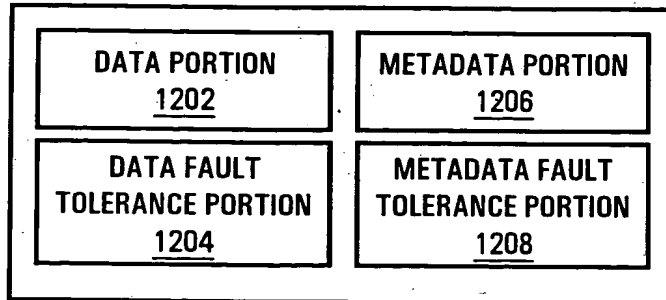 DATA PORTION
1202
METADATA PORTION
1206
DATA FAULT
TOLERANCE PORTION
1204
METADATA FAULT
TOLERANCE PORTION
1208